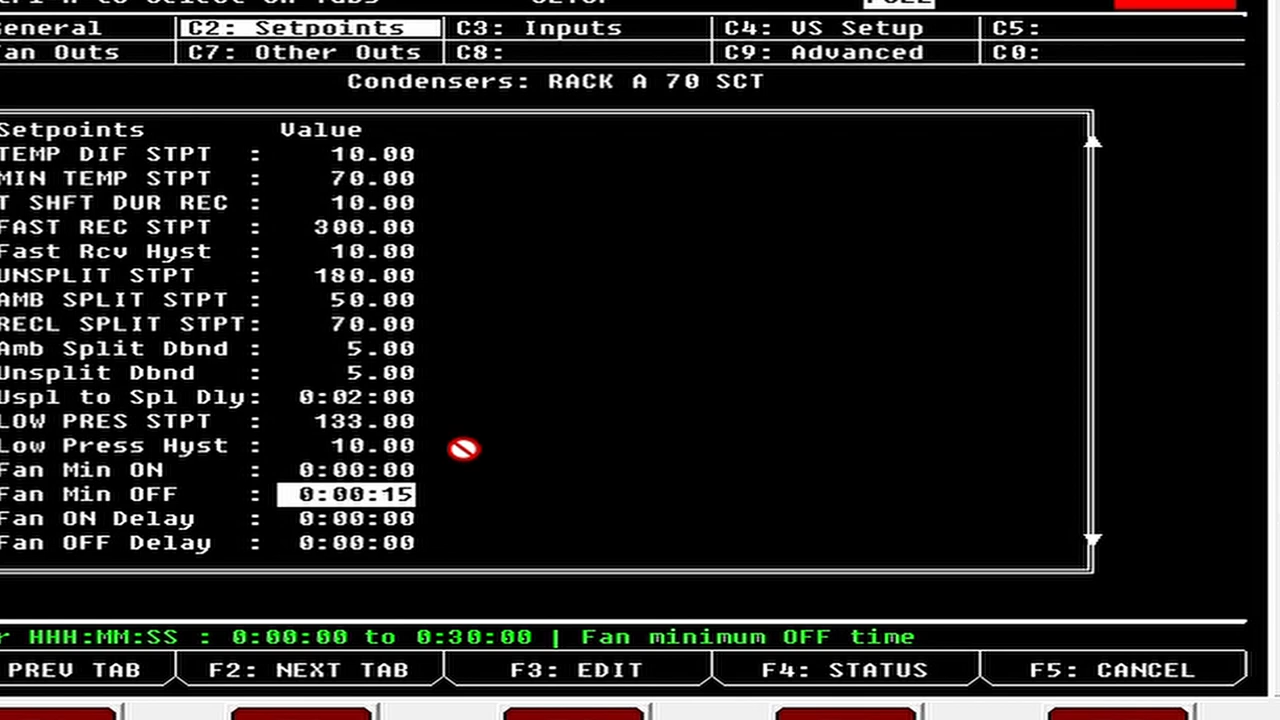 SETUP FULL
General C2: Setpoints C3: Inputs C4: VS Setup C5:
Fan Outs C7: Other Outs C8: C9: Advanced C0:
Condensers: RACK A 70 SCT
Setpoints Value
TEMP DIF STPT : 10.00
MIN TEMP STPT : 70.00
T SHFT DUR REC : 10.00
FAST REC STPT : 300.00
Fast Rcv Hyst : 10.00
UNSPLIT STPT : 180.00
AMB SPLIT STPT : 50.00
RECL SPLIT STPT: 70.00
Amb Split Dbnd : 5.00
Unsplit Dbnd : 5.00
Uspl to Spl Dly: 0:02:00
LOW PRES STPT : 133.00
Low Press Hyst : 10.00
Fan Min ON : 0:00:00
Fan Min OFF : 0:00:15
Fan ON Delay : 0:00:00
Fan OFF Delay : 0:00:00
r HHH:MM:SS : 0:00:00 to 0:30:00 | Fan minimum OFF time
PREV TAB F2: NEXT TAB F3: EDIT F4: STATUS F5: CANCEL